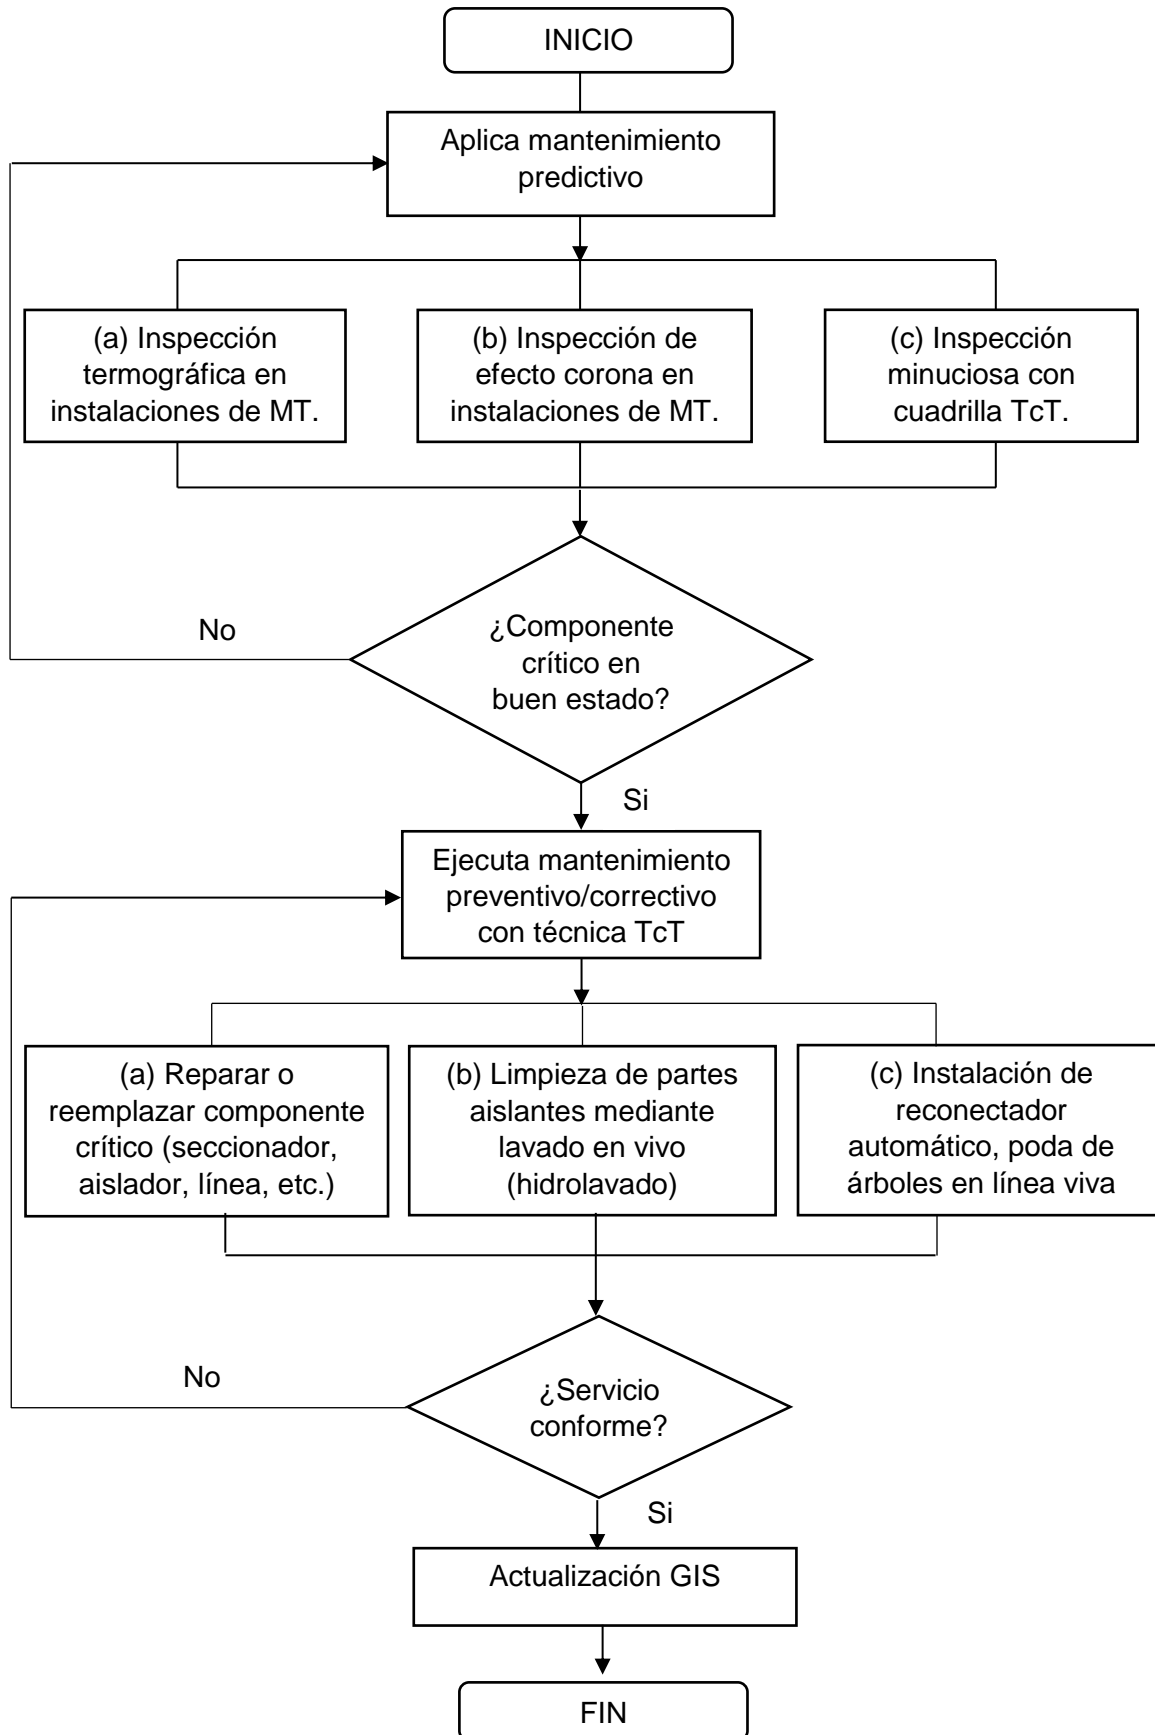 INICIO
Aplica mantenimiento
predictivo
(a) Inspección
termográfica en
instalaciones de MT.
(b) Inspección de
efecto corona en
instalaciones de MT.
(c) Inspección
minuciosa con
cuadrilla TcT.
¿Componente
crítico en
buen estado?
No
Si
Ejecuta mantenimiento
preventivo/correctivo
con técnica TcT
(a) Reparar o
reemplazar componente
crítico (seccionador,
aislador, línea, etc.)
(b) Limpieza de partes
aislantes mediante
lavado en vivo
(hidrolavado)
(c) Instalación de
reconectador
automático, poda de
árboles en línea viva
¿Servicio
conforme?
No
Si
Actualización GIS
FIN